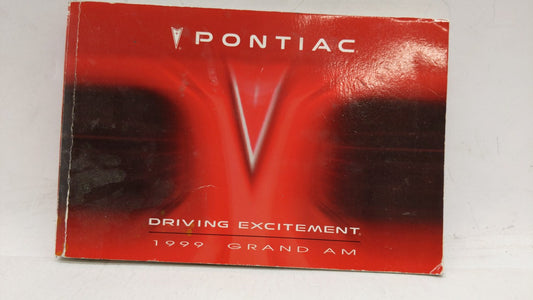 PONTIAC
DRIVING EXCITEMENT.
1999 GRAND AM